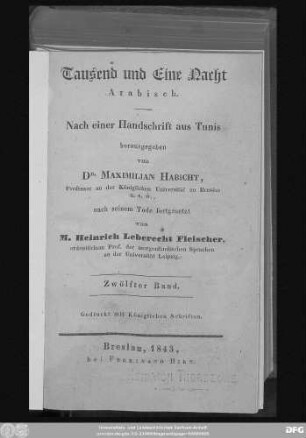 Tausend und Eine Nacht
Arabisch.
Nach einer Handschrift aus Tunis
herausgegeben
von
Dr. Maximilian Habicht,
Professor an der Königlichen Universität zu Breslau
u. s. w.,
nach seinem Tode fortgesetzt
von
M. Heinrich Leberecht Fleischer,
ordentlichem Prof. der morgenländischen Sprachen
an der Universität Leipzig.
Zwölfter Band.
Gedruckt mit Königlichen Schriften.
Breslau, 1843,
bei Ferdinand Hirt.